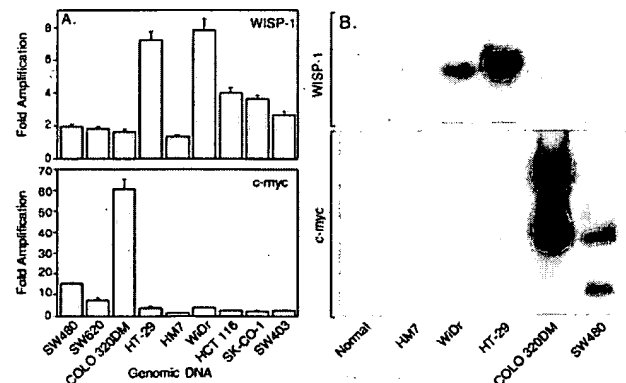 A.
WISP-1
Fold Amplification
8
6
4
2
0
c-myc
Fold Amplification
70
60
50
40
30
20
10
0
SW480
SW620
COLO 320DM
HT-29
HM7
WiDr
HCT 116
SK-CO-1
SW403
Genomic DNA
B.
WISP-1
c-myc
Normal
HM7
WiDr
HT-29
COLO 320DM
SW480